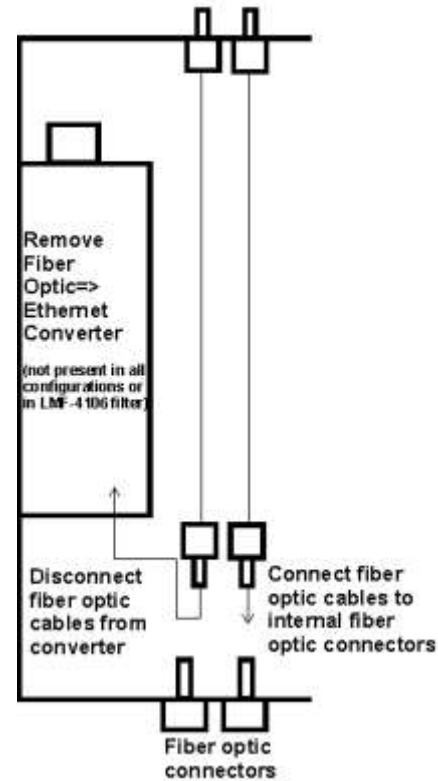 Remove
Fiber
Optic=>
Ethernet
Converter
(not present in all
configurations or
in LMF-4106 filter)
Disconnect
fiber optic
cables from
converter
Connect fiber
optic cables to
internal fiber
optic connectors
Fiber optic
connectors